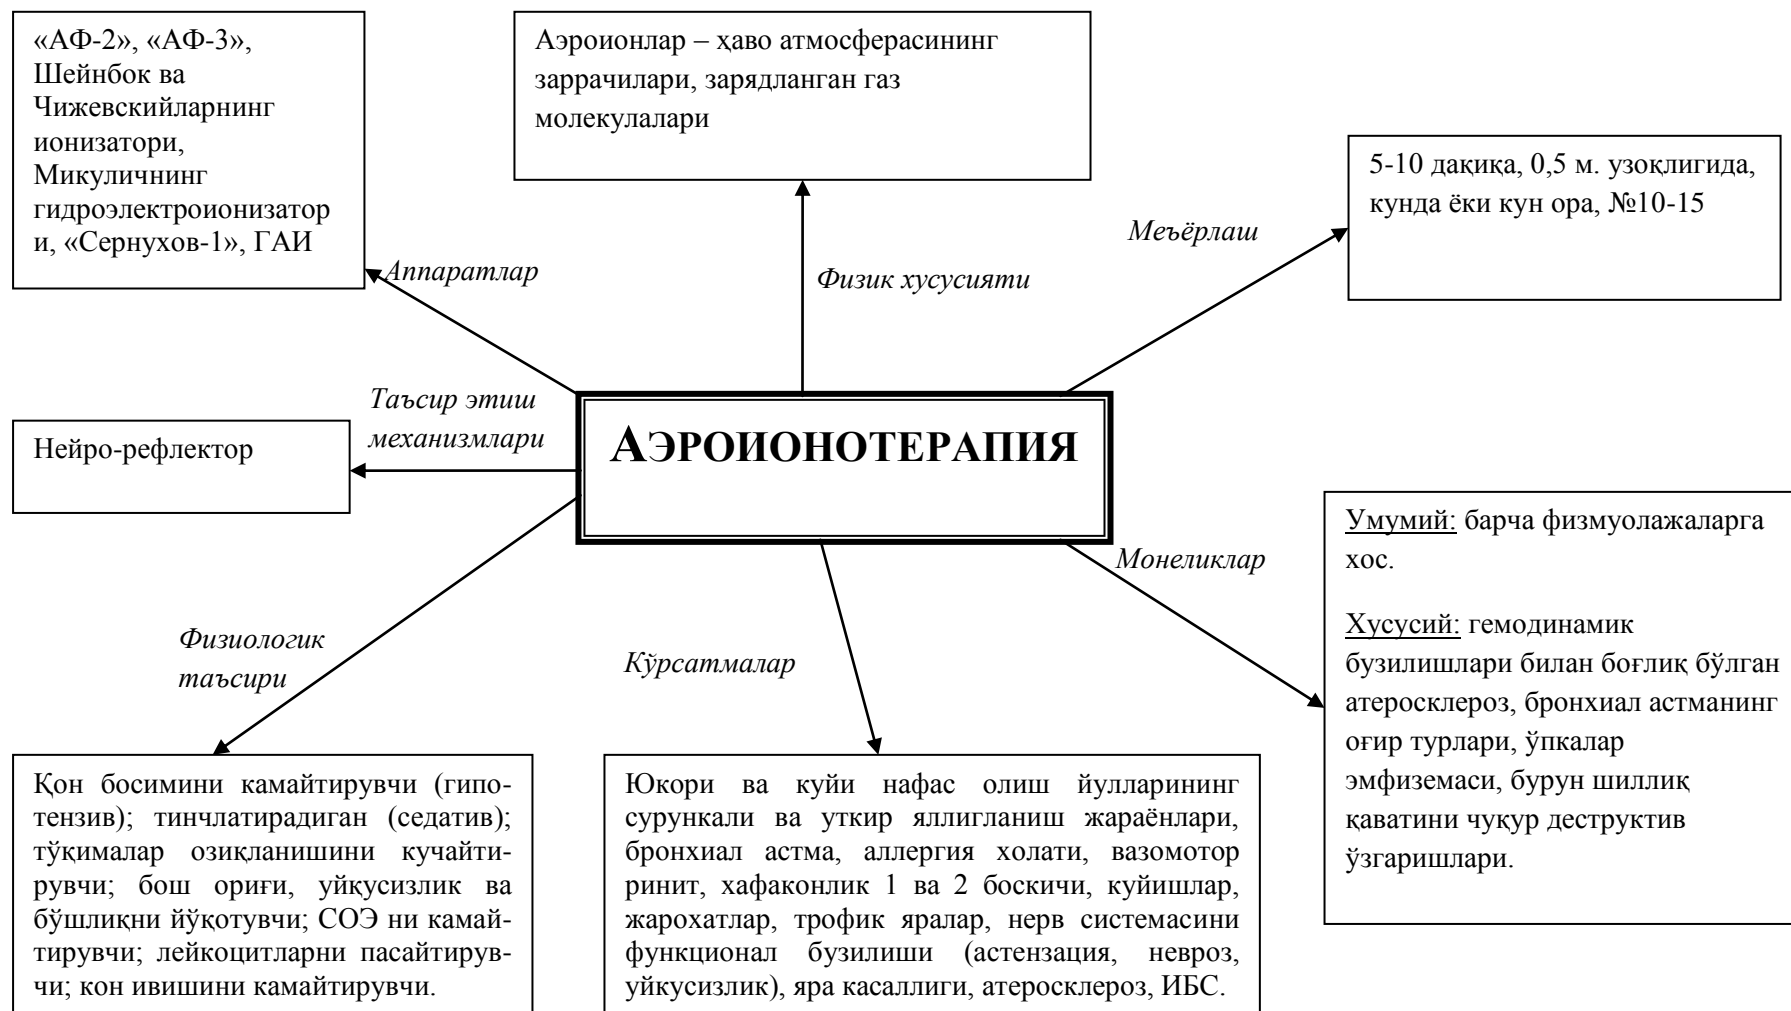 «АФ-2», «АФ-3»,
Шейнбок ва
Чижевскийларнинг
ионизатори,
Микуличнинг
гидроэлектроионизатор
и, «Сернухов-1», ГАИ
Аэроионлар – ҳаво атмосферасининг
заррачилари, зарядланган газ
молекулалари
5-10 дақиқа, 0,5 м. узоқлигида,
кунда ёки кун ора, №10-15
Аппаратлар
Физик хусусияти
Меъёрлаш
Таъсир этиш
механизмлари
Нейро-рефлектор
АЭРОИОНОТЕРАПИЯ
Монеликлар
Умумий: барча физмуолажаларга
хос.
Хусусий: гемодинамик
бузилишлари билан боғлиқ бўлган
атеросклероз, бронхиал астманинг
оғир турлари, ўпкалар
эмфиземаси, бурун шиллиқ
қаватини чуқур деструктив
ўзгаришлари.
Физиологик
таъсири
Кўрсатмалар
Қон босимини камайтирувчи (гипо-
тензив); тинчлатирадиган (седатив);
тўқималар озиқланишини кучайти-
рувчи; бош ориғи, уйқусизлик ва
бўшлиқни йўқотувчи; СОЭ ни камай-
тирувчи; лейкоцитларни пасайтирув-
чи; кон ивишини камайтирувчи.
Юкори ва куйи нафас олиш йулларининг
сурункали ва уткир яллигланиш жараёнлари,
бронхиал астма, аллергия холати, вазомотор
ринит, хафаконлик 1 ва 2 боскичи, куйишлар,
жарохатлар, трофик яралар, нерв системасини
функционал бузилиши (астензация, невроз,
уйкусизлик), яра касаллиги, атеросклероз, ИБС.